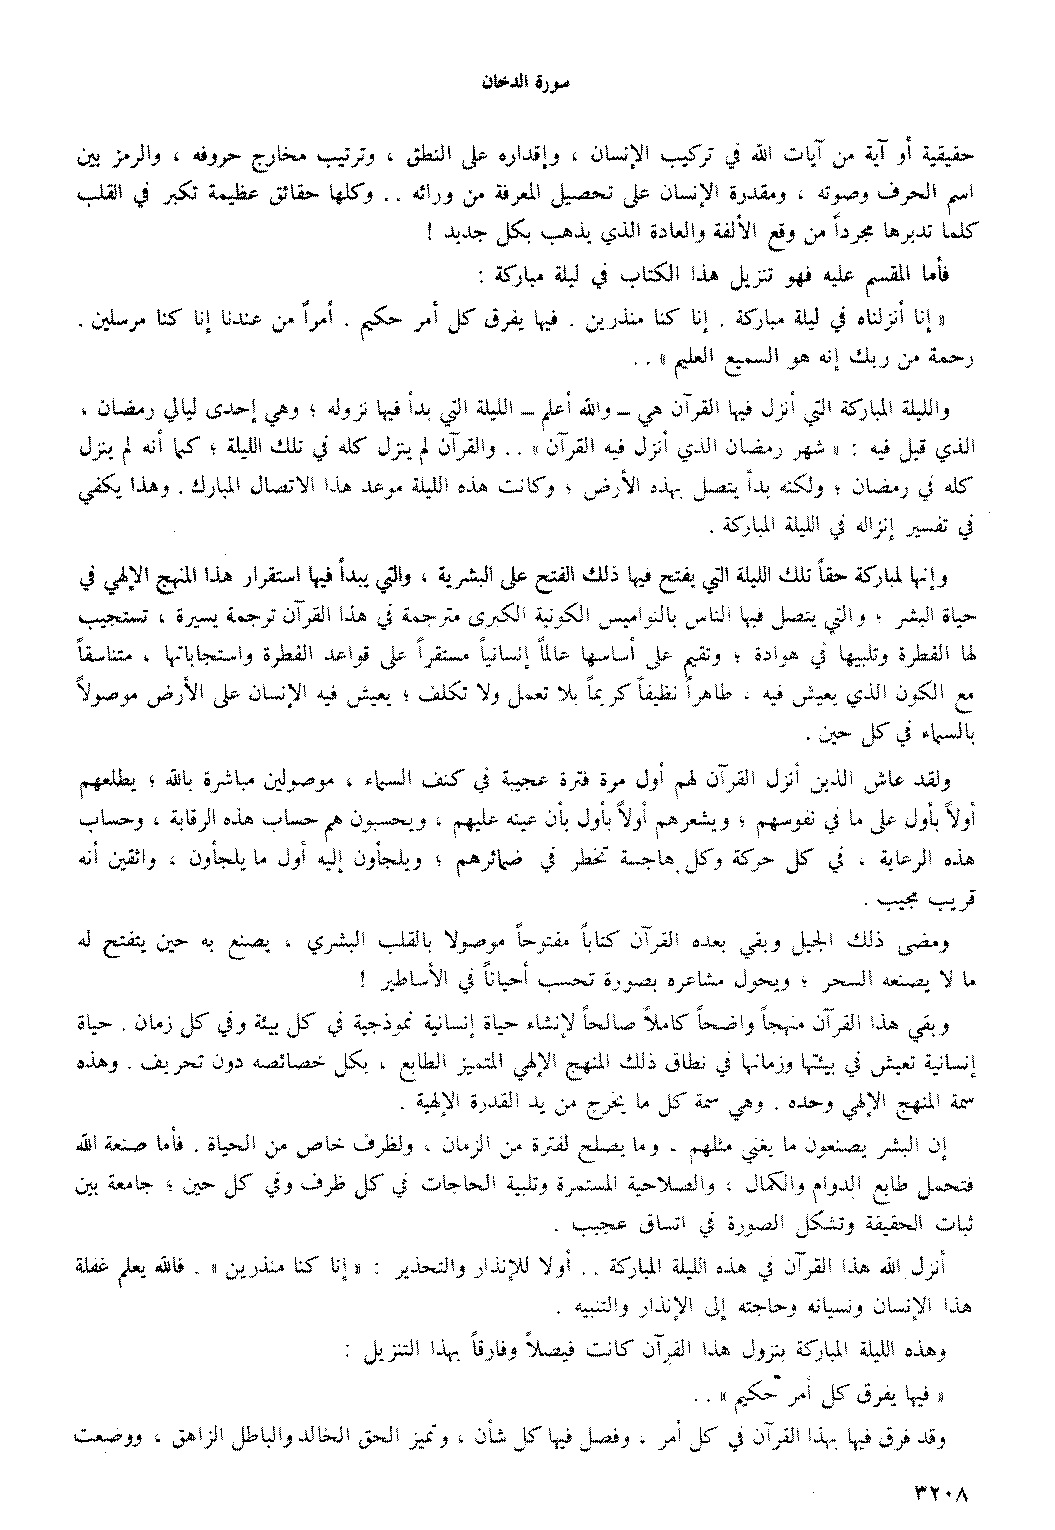 سورة الدخان
حقيقية أو آية من آيات الله في تركيب الإنسان ، وإقداره على النطق ، وترتيب مخارج حروفه ، والرمز بين
اسم الحرف وصوته ، ومقدرة الإنسان على تحصيل المعرفة من ورائه .. وكلها حقائق عظيمة تكبر في القلب
كلما تدبرها مجرداً من وقع الألفة والعادة الذي يذهب بكل جديد !
فأما المقسم عليه فهو تنزيل هذا الكتاب في ليلة مباركة :
« إنا أنزلناه في ليلة مباركة . إنا كنا منذرين . فيها يفرق كل أمر حكيم . أمراً من عندنا إنا كنا مرسلين .
رحمة من ربك إنه هو السميع العليم » ..
والليلة المباركة التي أنزل فيها القرآن هي ــ والله أعلم ــ الليلة التي بدأ فيها نزوله ؛ وهي إحدى ليالي رمضان ،
الذي قيل فيه : « شهر رمضان الذي أنزل فيه القرآن » .. والقرآن لم ينزل كله في تلك الليلة ؛ كما أنه لم ينزل
كله في رمضان ؛ ولكنه بدأ يتصل بهذه الأرض ؛ وكانت هذه الليلة موعد هذا الاتصال المبارك . وهذا يكفي
في تفسير إنزاله في الليلة المباركة .
وإنها لمباركة حقاً تلك الليلة التي يفتح فيها ذلك الفتح على البشرية ، والتي يبدأ فيها استقرار هذا المنهج الإلهي في
حياة البشر ؛ والتي يتصل فيها الناس بالنواميس الكونية الكبرى مترجمة في هذا القرآن ترجمة يسيرة ، تستجيب
لها الفطرة وتلبيها في هوادة ؛ وتقيم على أساسها عالماً إنسانياً مستقراً على قواعد الفطرة واستجاباتها ، متناسقاً
مع الكون الذي يعيش فيه ، طاهراً نظيفاً كريماً بلا تعمل ولا تكلف ؛ يعيش فيه الإنسان على الأرض موصولاً
بالسماء في كل حين .
ولقد عاش الذين أنزل القرآن لهم أول مرة فترة عجيبة في كنف السماء ، موصولين مباشرة بالله ؛ يطلعهم
أولاً بأول على ما في نفوسهم ؛ ويشعرهم أولاً بأول بأن عينه عليهم ، ويحسبون هم حساب هذه الرقابة ، وحساب
هذه الرعاية ، في كل حركة وكل هاجسة تخطر في ضمائرهم ؛ ويلجأون إليه أول ما يلجأون ، واثقين أنه
قريب مجيب .
ومضى ذلك الجيل وبقي بعده القرآن كتاباً مفتوحاً موصولا بالقلب البشري ، يصنع به حين يتفتح له
ما لا يصنعه السحر ؛ ويحول مشاعره بصورة تحسب أحياناً في الأساطير !
وبقي هذا القرآن منهجاً واضحاً كاملاً صالحاً لإنشاء حياة إنسانية نموذجية في كل بيئة وفي كل زمان . حياة
إنسانية تعيش في بيئتها وزمانها في نطاق ذلك المنهج الإلهي المتميز الطابع ، بكل خصائصه دون تحريف . وهذه
سمة المنهج الإلهي وحده . وهي سمة كل ما يخرج من يد القدرة الإلهية .
إن البشر يصنعون ما يغني مثلهم ، وما يصلح لفترة من الزمان ، ولظرف خاص من الحياة . فأما صنعة الله
فتحمل طابع الدوام والكمال ، والصلاحية المستمرة وتلبية الحاجات في كل ظرف وفي كل حين ؛ جامعة بين
ثبات الحقيقة وتشكل الصورة في اتساق عجيب .
أنزل الله هذا القرآن في هذه الليلة المباركة .. أولا للإنذار والتحذير : « إنا كنا منذرين » . فالله يعلم غفلة
هذا الإنسان ونسيانه وحاجته إلى الإنذار والتنبيه .
وهذه الليلة المباركة بنزول هذا القرآن كانت فيصلاً وفارقاً بهذا التنزيل :
« فيها يفرق كل أمر حكيم » ..
وقد فرق فيها بهذا القرآن في كل أمر ، وفصل فيها كل شأن ، وتميز الحق الخالد والباطل الزاهق ، ووضعت
٣٢٠٨